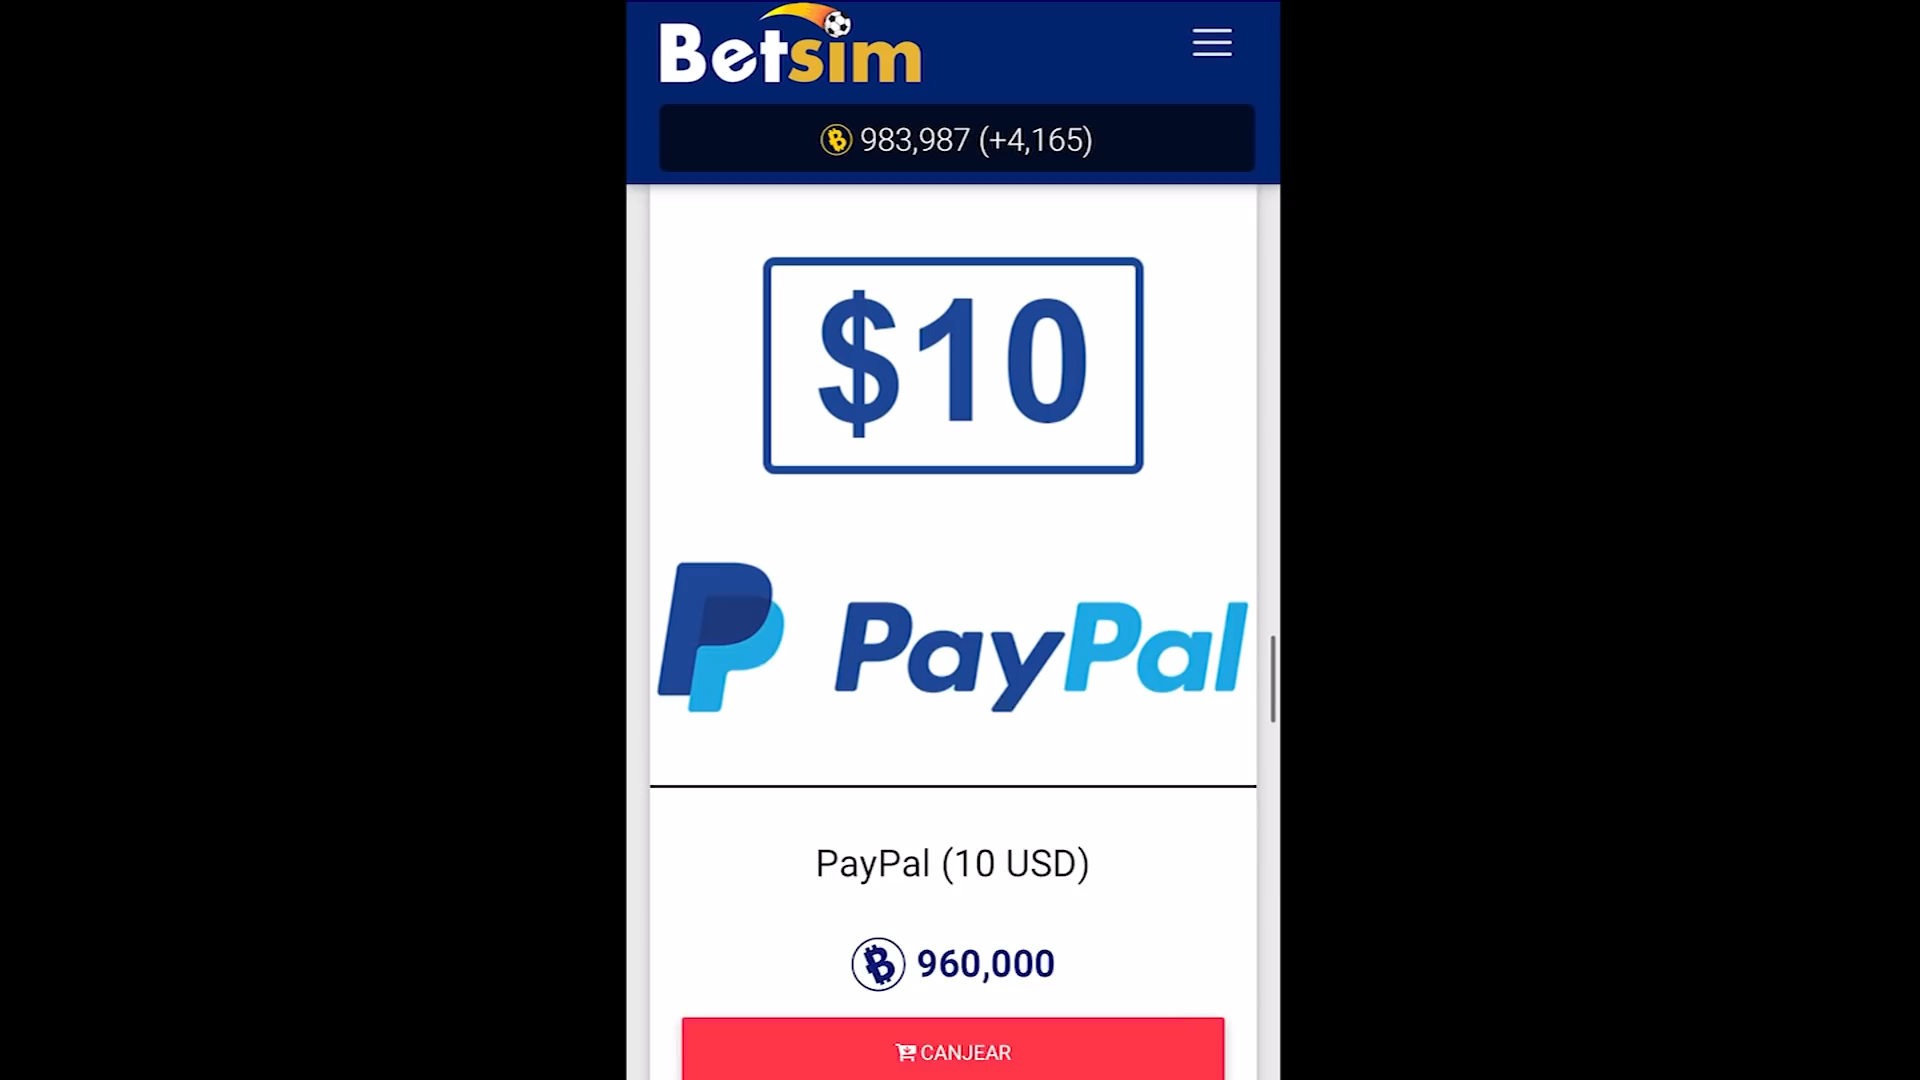 Betsim
983,987 (+4,165)
$10
PayPal
PayPal (10 USD)
960,000
CANJEAR